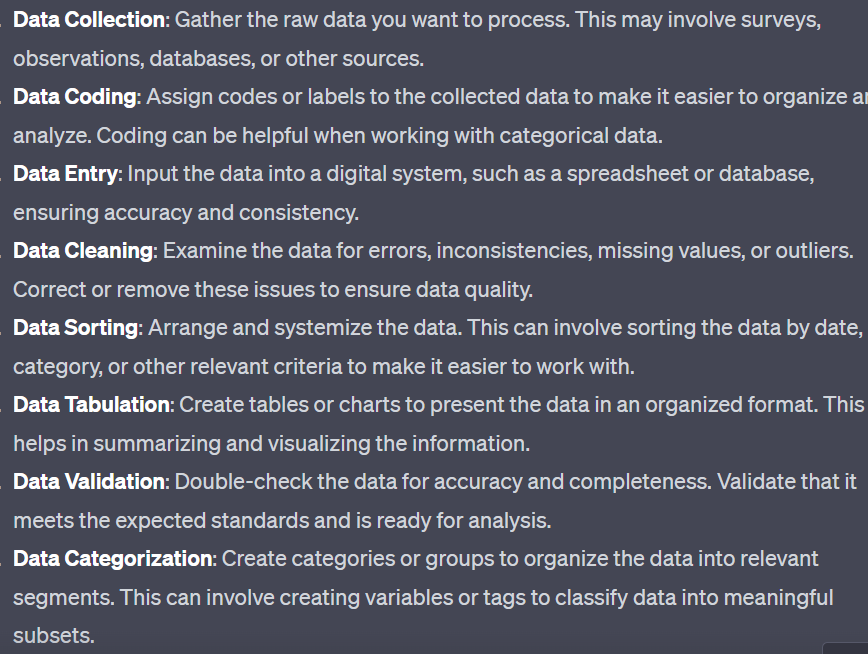 Data Collection: Gather the raw data you want to process. This may involve surveys,
observations, databases, or other sources.
Data Coding: Assign codes or labels to the collected data to make it easier to organize
analyze. Coding can be helpful when working with categorical data.
Data Entry: Input the data into a digital system, such as a spreadsheet or database,
ensuring accuracy and consistency.
Data Cleaning: Examine the data for errors, inconsistencies, missing values, or outliers.
Correct or remove these issues to ensure data quality.
Data Sorting: Arrange and systemize the data. This can involve sorting the data by date,
category, or other relevant criteria to make it easier to work with.
Data Tabulation: Create tables or charts to present the data in an organized format. This
helps in summarizing and visualizing the information.
Data Validation: Double-check the data for accuracy and completeness. Validate that it
meets the expected standards and is ready for analysis.
Data Categorization: Create categories or groups to organize the data into relevant
segments. This can involve creating variables or tags to classify data into meaningful
subsets.